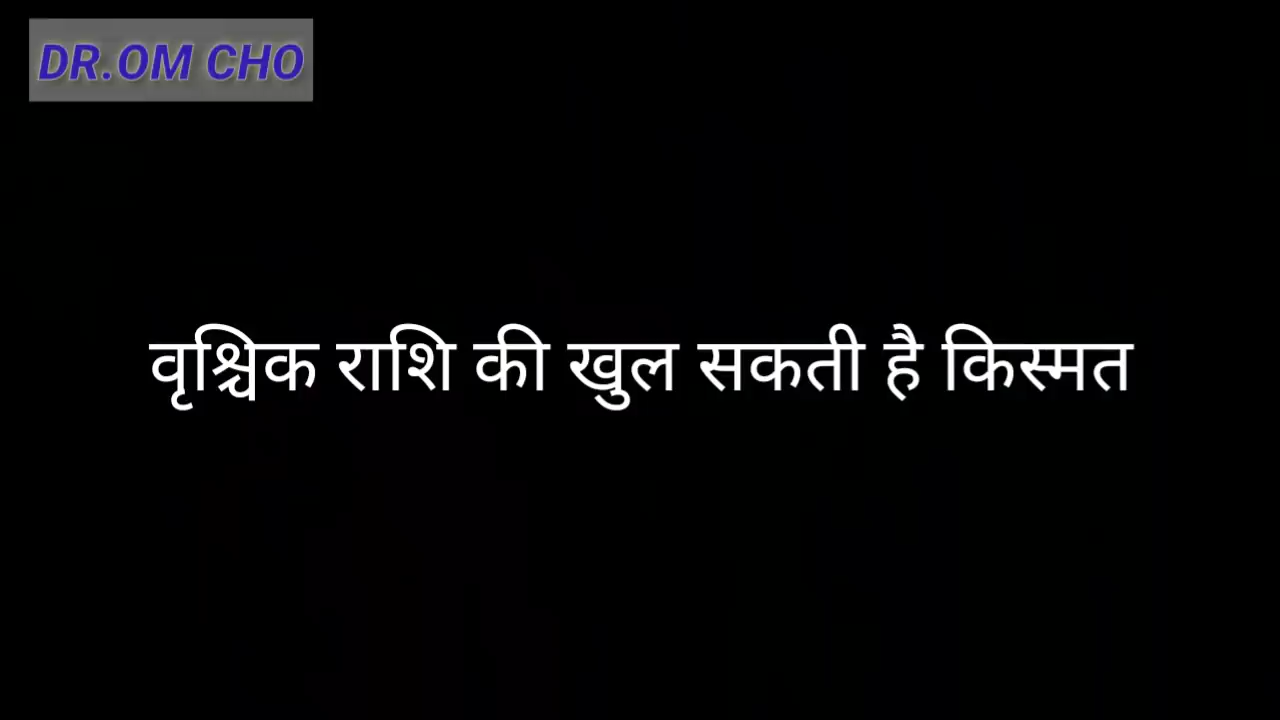 DR.OM CHO
वृश्चिक राशि की खुल सकती है किस्मत